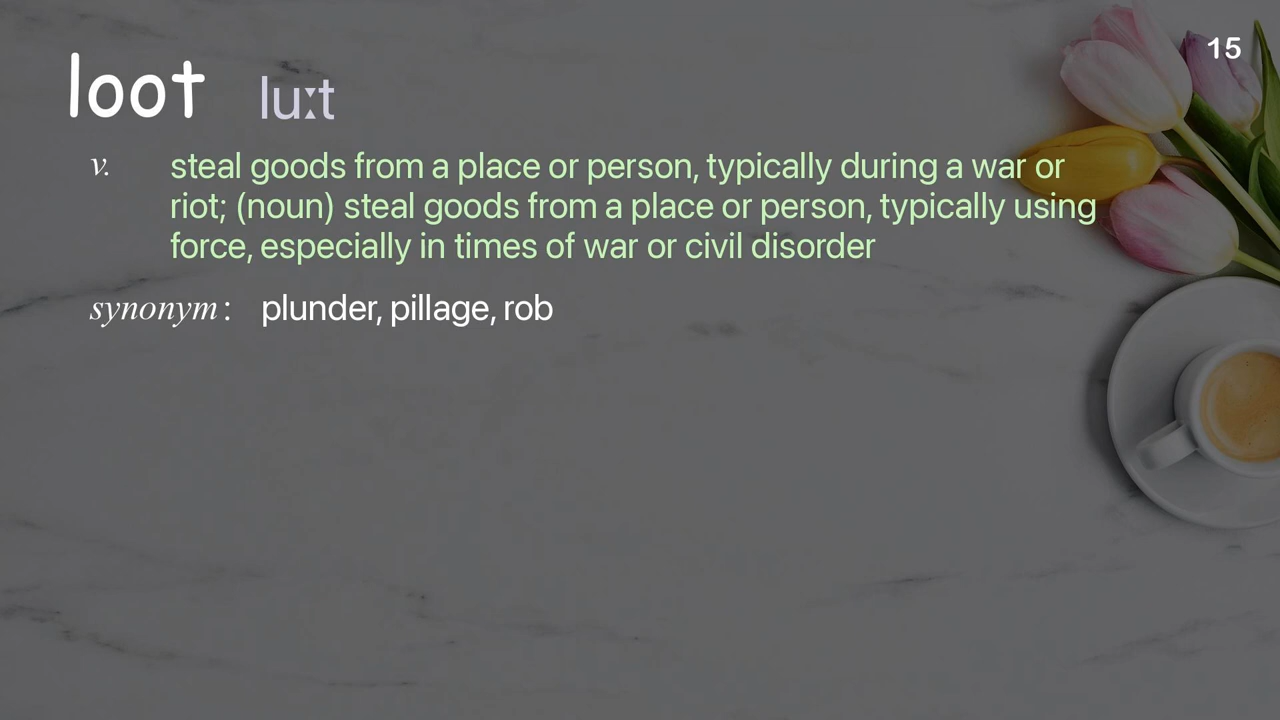 15
loot luːt
v. steal goods from a place or person, typically during a war or
riot; (noun) steal goods from a place or person, typically using
force, especially in times of war or civil disorder
synonym: plunder, pillage, rob